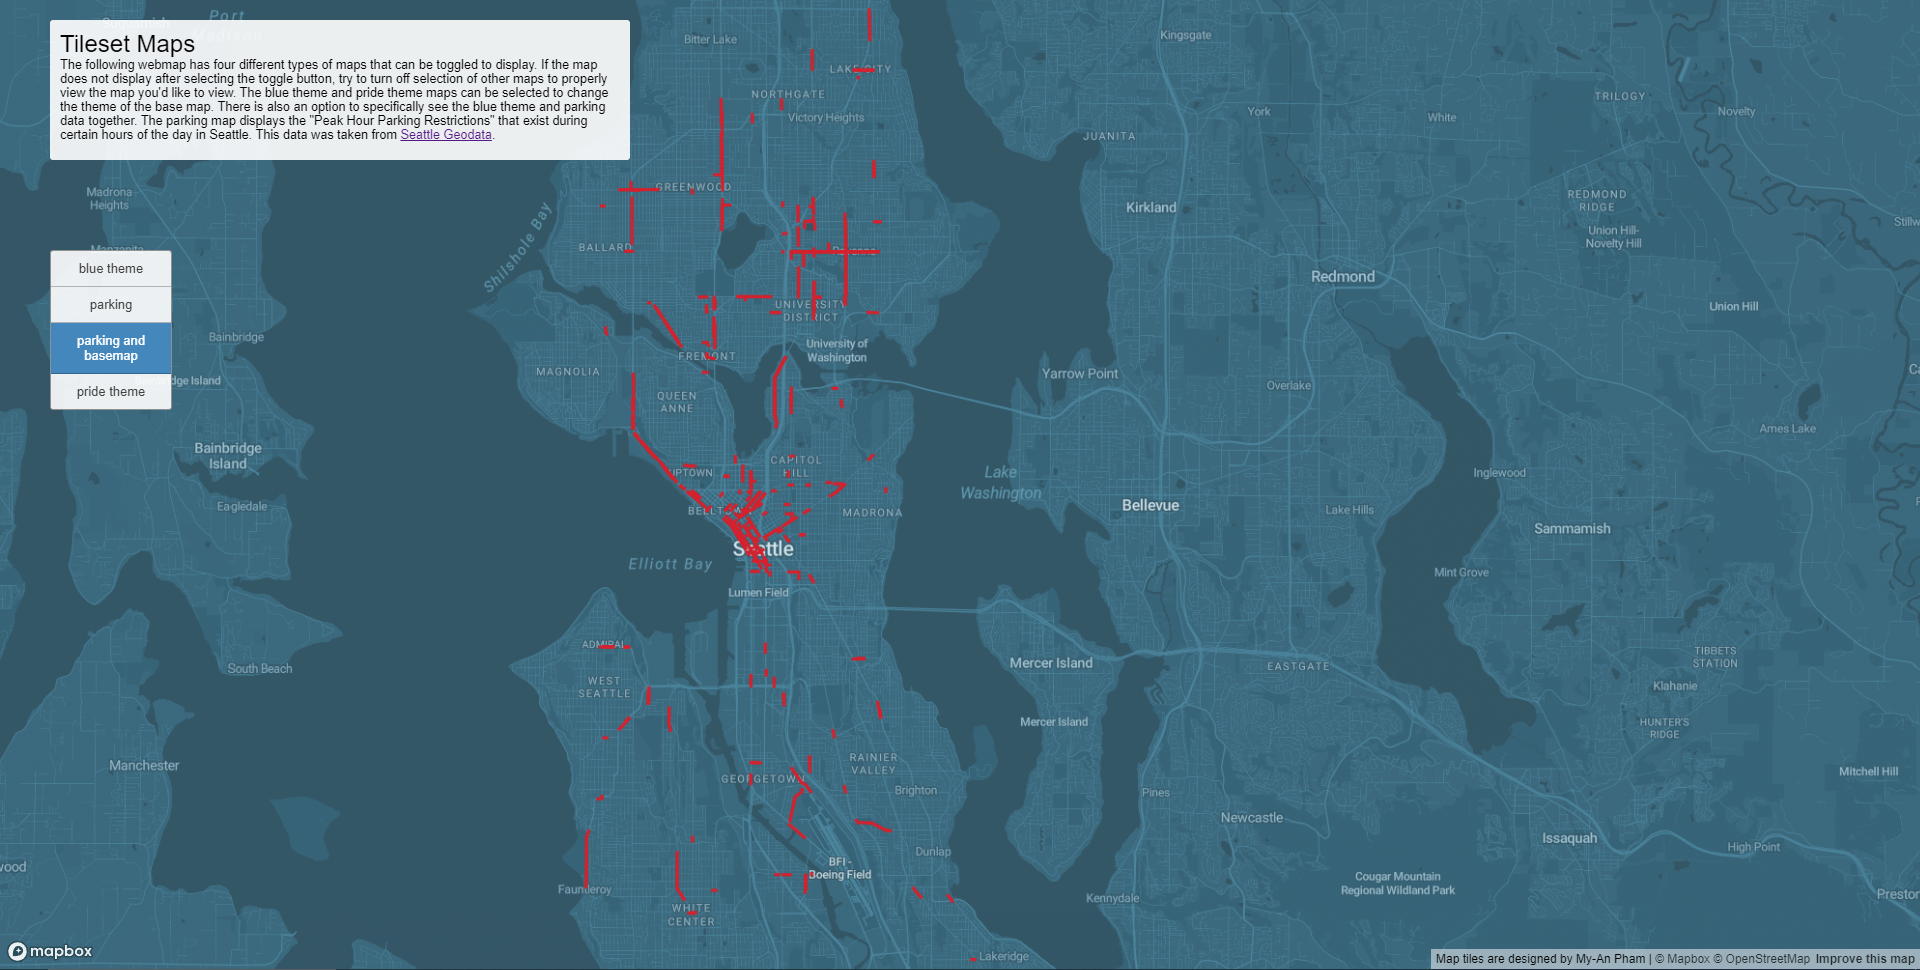 Port
Bitter Lake
Kingsgate
Tileset Maps
The following webmap has four different types of maps that can be toggled to display. If the map
does not display after selecting the toggle button, try to turn off selection of other maps to properly
view the map you'd like to view. The blue theme and pride theme maps can be selected to change
the theme of the base map. There is also an option to specifically see the blue theme and parking
data together. The parking map displays the "Peak Hour Parking Restrictions" that exist during
certain hours of the day in Seattle. This data was taken from Seattle Geodata.
LAKE CITY
NORTHGATE
TRILOGY
Victory Heights
York
White
Novelty
JUANITA
Madrona
Heights
GREENWOOD
REDMOND
RIDGE
Kirkland
Shilshole Bay
BALLARD
Ravenna
Union Hill-
Novelty Hill
Manzanita
blue theme
parking
parking and
basemap
pride theme
Redmond
UNIVERSITY
DISTRICT
Union Hill
Bainbridge
University of
Washington
FREMONT
MAGNOLIA
Yarrow Point
Island
Overlake
QUEEN
ANNE
Ames Lake
Bainbridge
Island
CAPITOL
HILL
UPTOWN
Lake
Washington
Inglewood
Eagledale
BELLTOWN
MADRONA
Bellevue
Lake Hills
Sammamish
Seattle
Elliott Bay
Mint Grove
Lumen Field
ADMIRAL
South Beach
Mercer Island
EASTGATE
TIBBETS
STATION
WEST
SEATTLE
Klahanie
Mercer Island
HUNTER'S
RIDGE
Manchester
RAINIER
VALLEY
GEORGETOWN
Mitchell Hill
Brighton
Pines
Newcastle
Issaquah
High Point
Dunlap
BFI -
Boeing Field
Fauntleroy
Cougar Mountain
Regional Wildland Park
Kennydale
Preston
WHITE
CENTER
Lakeridge
mapbox
Map tiles are designed by My-An Pham | © Mapbox © OpenStreetMap Improve this map